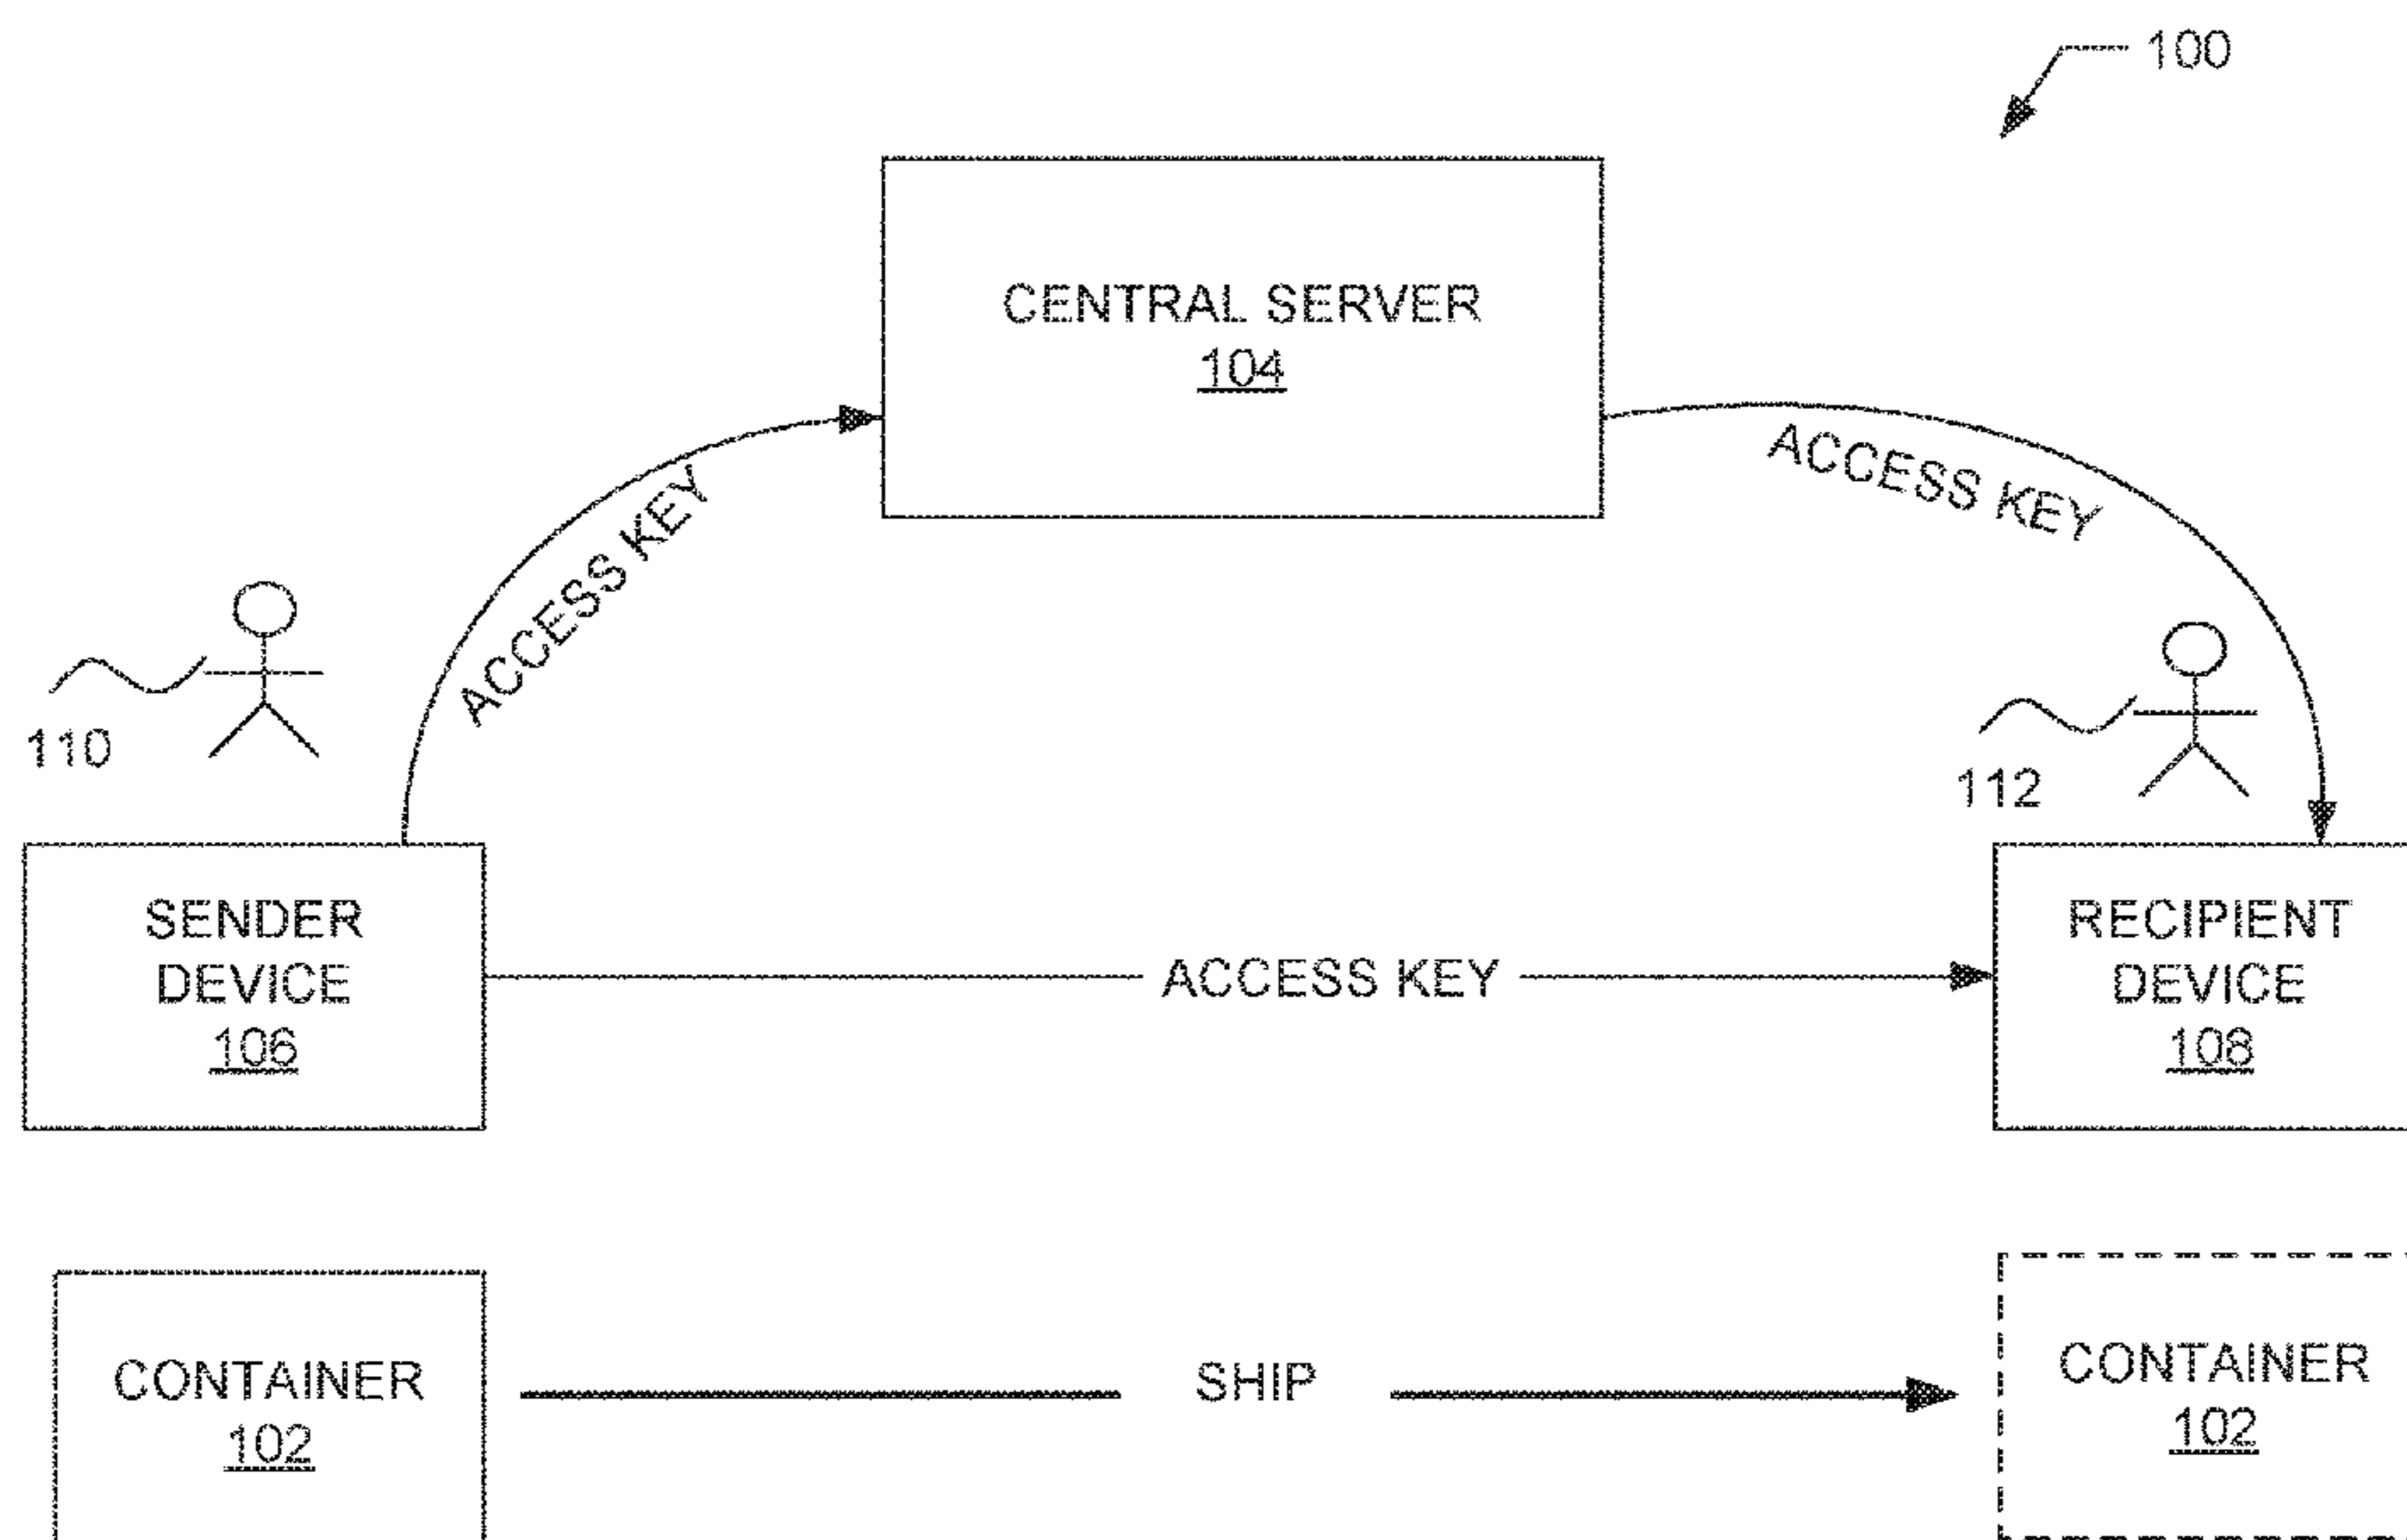 100
CENTRAL SERVER
104
ACCESS KEY
ACCESS KEY
110
112
SENDER
DEVICE
106
ACCESS KEY
RECIPIENT
DEVICE
108
CONTAINER
102
SHIP
CONTAINER
102